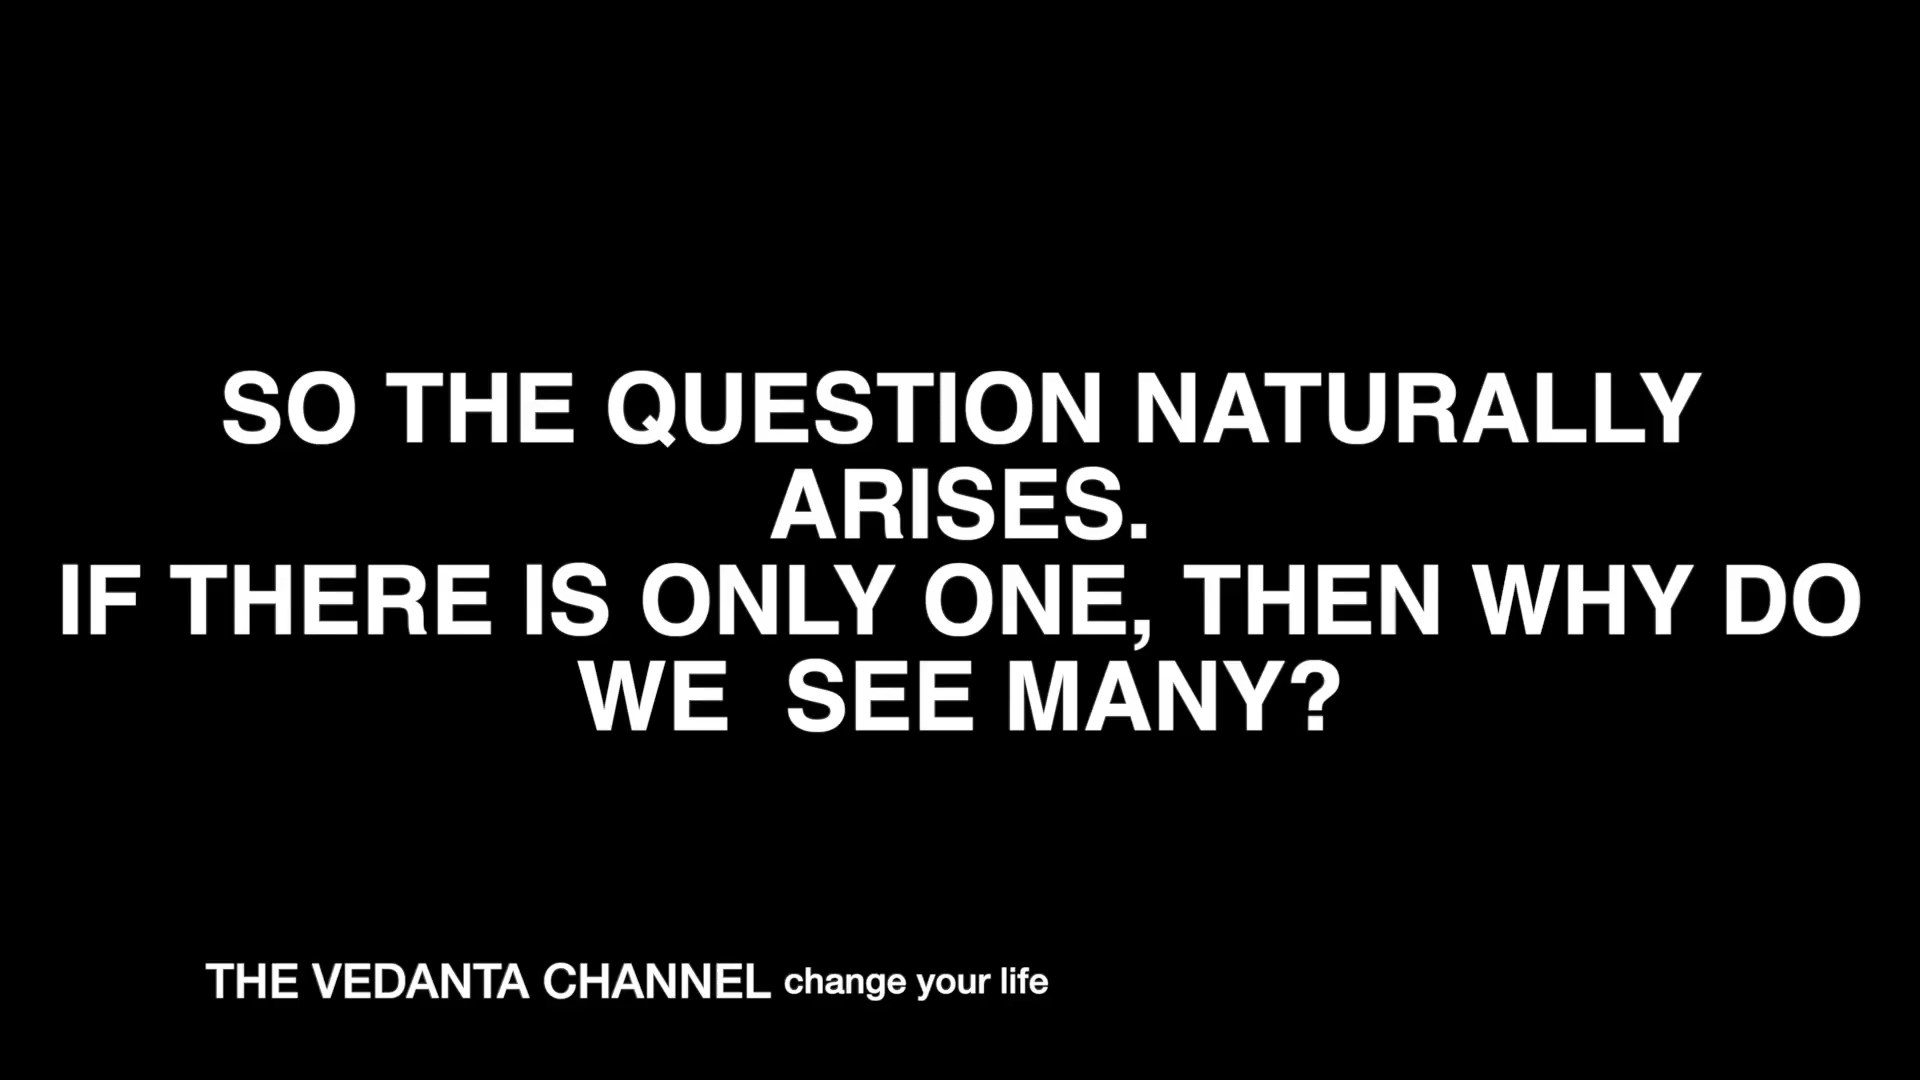 SO THE QUESTION NATURALLY
ARISES.
IF THERE IS ONLY ONE, THEN WHY DO
WE  SEE MANY?
THE VEDANTA CHANNEL change your life